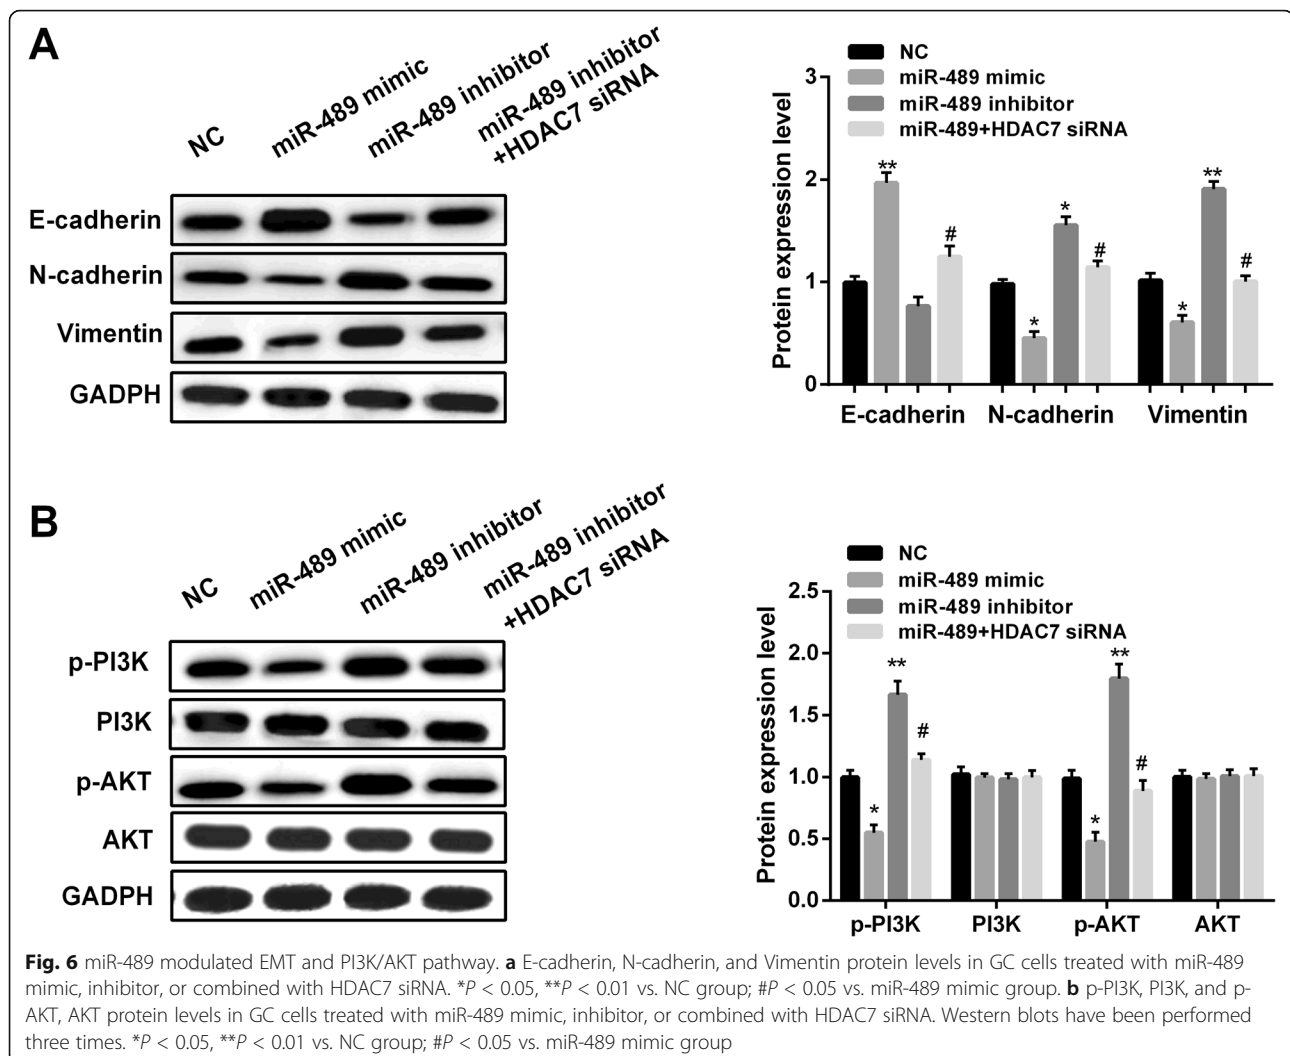 A
NC
miR-489 mimic
miR-489 inhibitor
miR-489 inhibitor
+HDAC7 siRNA
E-cadherin
N-cadherin
Vimentin
GADPH
NC
miR-489 mimic
miR-489 inhibitor
miR-489+HDAC7 siRNA
Protein expression level
3
2
1
0
**
#
*
*
#
*
**
#
E-cadherin N-cadherin Vimentin
B
NC
miR-489 mimic
miR-489 inhibitor
miR-489 inhibitor
+HDAC7 siRNA
p-PI3K
PI3K
p-AKT
AKT
GADPH
NC
miR-489 mimic
miR-489 inhibitor
miR-489+HDAC7 siRNA
Protein expression level
2.5
2.0
1.5
1.0
0.5
0.0
*
**
#
*
**
#
p-PI3K PI3K p-AKT AKT
Fig. 6 miR-489 modulated EMT and PI3K/AKT pathway. a E-cadherin, N-cadherin, and Vimentin protein levels in GC cells treated with miR-489
mimic, inhibitor, or combined with HDAC7 siRNA. *P < 0.05, **P < 0.01 vs. NC group; #P < 0.05 vs. miR-489 mimic group. b p-PI3K, PI3K, and p-
AKT, AKT protein levels in GC cells treated with miR-489 mimic, inhibitor, or combined with HDAC7 siRNA. Western blots have been performed
three times. *P < 0.05, **P < 0.01 vs. NC group; #P < 0.05 vs. miR-489 mimic group